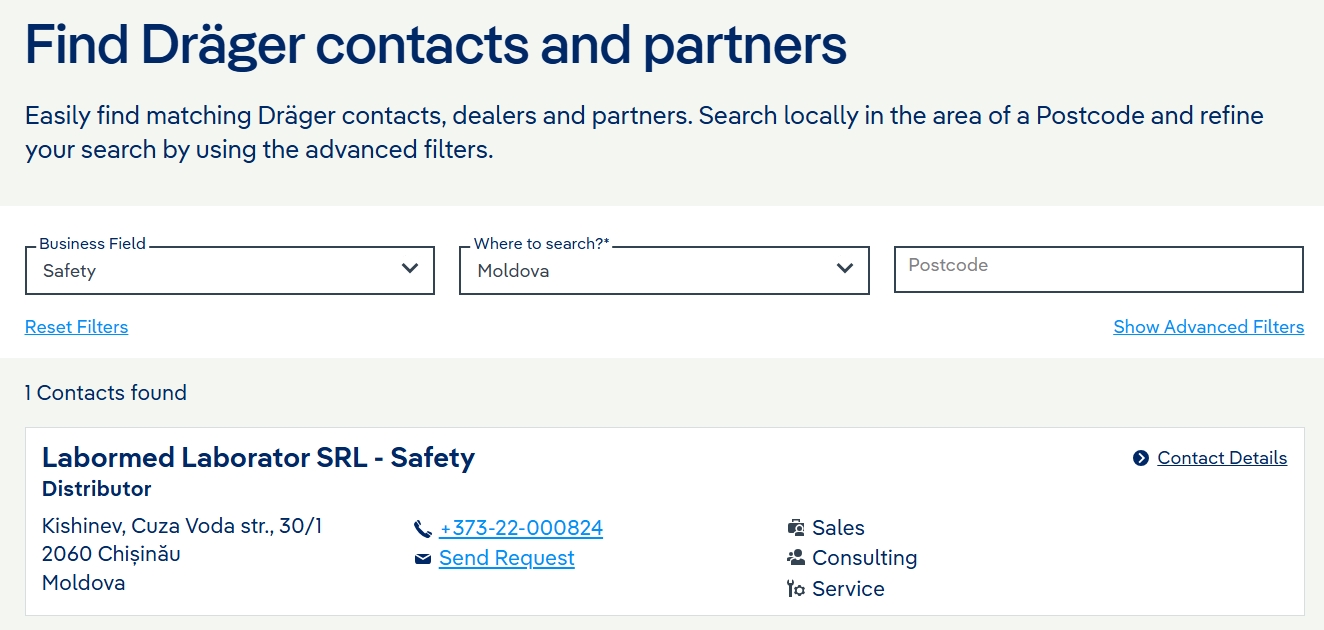 Find Dräger contacts and partners
Easily find matching Dräger contacts, dealers and partners. Search locally in the area of a Postcode and refine
your search by using the advanced filters.
Business Field
Safety
Where to search?*
Moldova
Postcode
Reset Filters
Show Advanced Filters
1 Contacts found
Labormed Laborator SRL - Safety
Contact Details
Distributor
Kishinev, Cuza Voda str., 30/1
2060 Chișinău
Moldova
+373-22-000824
Send Request
Sales
Consulting
Service